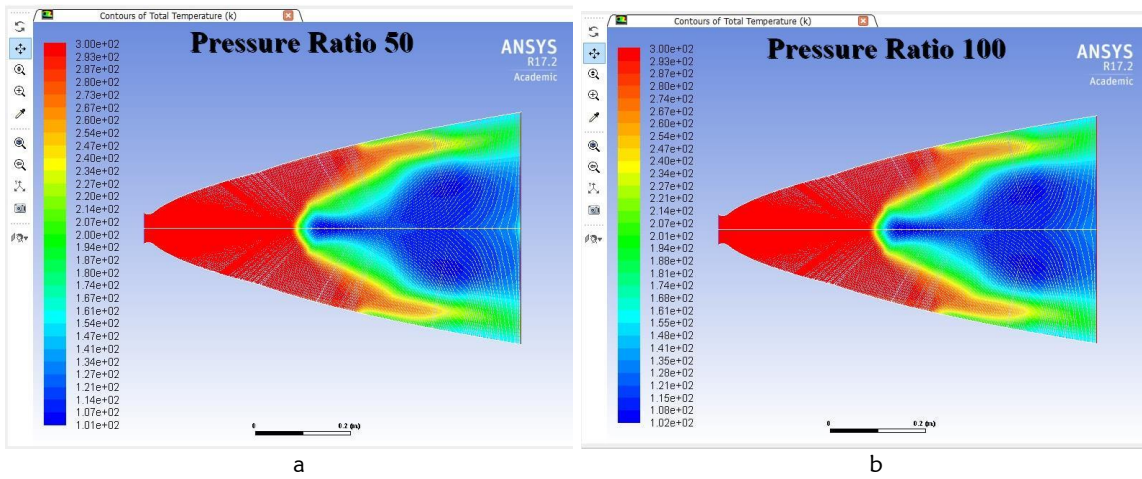 Contours of Total Temperature (k)
Pressure Ratio 50
ANSYS
R17.2
Academic
3.00e+02
2.93e+02
2.87e+02
2.80e+02
2.73e+02
2.67e+02
2.60e+02
2.54e+02
2.47e+02
2.40e+02
2.34e+02
2.27e+02
2.20e+02
2.14e+02
2.07e+02
2.00e+02
1.94e+02
1.87e+02
1.80e+02
1.74e+02
1.67e+02
1.61e+02
1.54e+02
1.47e+02
1.41e+02
1.34e+02
1.27e+02
1.21e+02
1.14e+02
1.07e+02
1.01e+02
0
0.2 (m)
a
Contours of Total Temperature (k)
Pressure Ratio 100
ANSYS
R17.2
Academic
3.00e+02
2.93e+02
2.87e+02
2.80e+02
2.74e+02
2.67e+02
2.60e+02
2.54e+02
2.47e+02
2.40e+02
2.34e+02
2.27e+02
2.21e+02
2.14e+02
2.07e+02
2.01e+02
1.94e+02
1.88e+02
1.81e+02
1.74e+02
1.68e+02
1.61e+02
1.55e+02
1.48e+02
1.41e+02
1.35e+02
1.28e+02
1.21e+02
1.15e+02
1.08e+02
1.02e+02
0
0.2 (m)
b